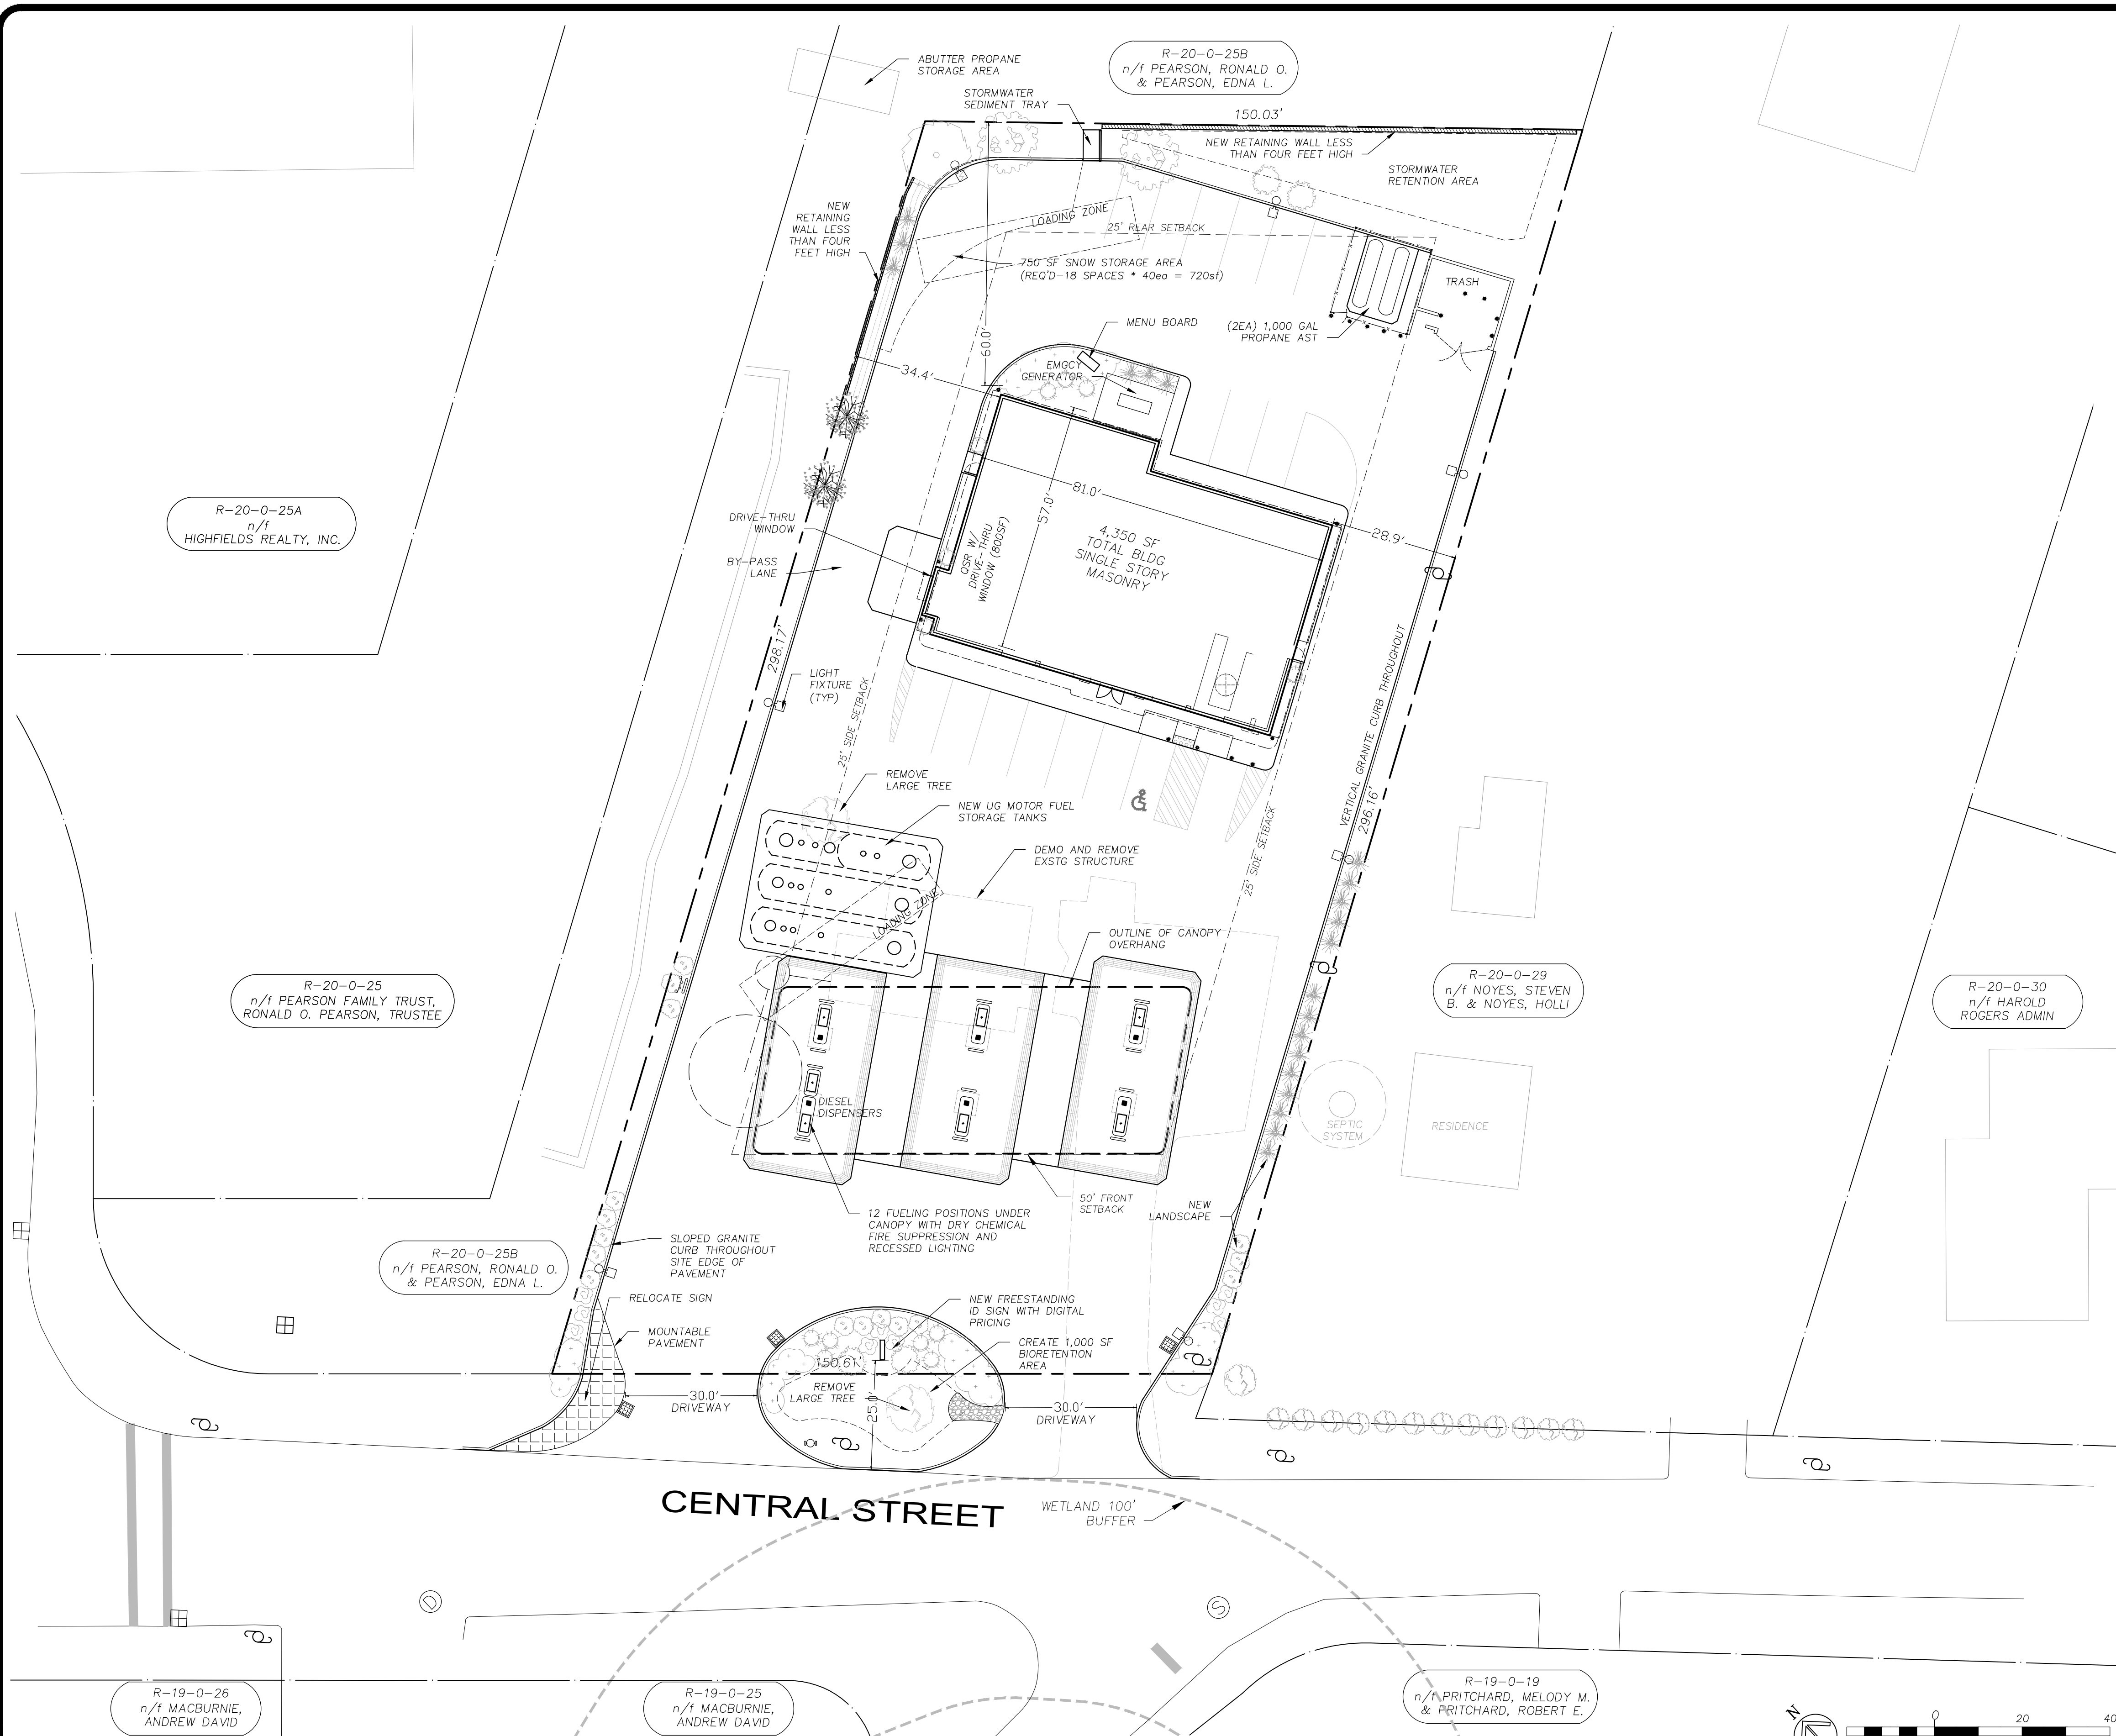 ABUTTER PROPANE
STORAGE AREA
R-20-0-25B
n/f PEARSON, RONALD O.
& PEARSON, EDNA L.
STORMWATER
SEDIMENT TRAY
150.03'
NEW RETAINING WALL LESS
THAN FOUR FEET HIGH
STORMWATER
RETENTION AREA
NEW
RETAINING
WALL LESS
THAN FOUR
FEET HIGH
LOADING ZONE
25' REAR SETBACK
750 SF SNOW STORAGE AREA
(REQ'D-18 SPACES * 40ea = 720sf)
TRASH
60.0'
MENU BOARD
(2EA) 1,000 GAL
PROPANE AST
34.4'
EMGCY
GENERATOR
R-20-0-25A
n/f
HIGHFIELDS REALTY, INC.
81.0'
57.0'
DRIVE-THRU
WINDOW
QSR W/
DRIVE-THRU
WINDOW (800SF)
4,350 SF
TOTAL BLDG
SINGLE STORY
MASONRY
28.9'
BY-PASS
LANE
298.17'
LIGHT
FIXTURE
(TYP)
25' SIDE SETBACK
VERTICAL GRANITE CURB THROUGHOUT
296.16'
REMOVE
LARGE TREE
NEW UG MOTOR FUEL
STORAGE TANKS
DEMO AND REMOVE
EXSTG STRUCTURE
25' SIDE SETBACK
LOADING ZONE
OUTLINE OF CANOPY
OVERHANG
R-20-0-25
n/f PEARSON FAMILY TRUST,
RONALD O. PEARSON, TRUSTEE
R-20-0-29
n/f NOYES, STEVEN
B. & NOYES, HOLLI
R-20-0-30
n/f HAROLD
ROGERS ADMIN
DIESEL
DISPENSERS
SEPTIC
SYSTEM
RESIDENCE
50' FRONT
SETBACK
NEW
LANDSCAPE
12 FUELING POSITIONS UNDER
CANOPY WITH DRY CHEMICAL
FIRE SUPPRESSION AND
RECESSED LIGHTING
R-20-0-25B
n/f PEARSON, RONALD O.
& PEARSON, EDNA L.
SLOPED GRANITE
CURB THROUGHOUT
SITE EDGE OF
PAVEMENT
RELOCATE SIGN
MOUNTABLE
PAVEMENT
NEW FREESTANDING
ID SIGN WITH DIGITAL
PRICING
CREATE 1,000 SF
BIORETENTION
AREA
150.61'
REMOVE
LARGE TREE
25.0'
30.0'
DRIVEWAY
30.0'
DRIVEWAY
CENTRAL STREET
WETLAND 100'
BUFFER
D
S
R-19-0-26
n/f MACBURNIE,
ANDREW DAVID
R-19-0-25
n/f MACBURNIE,
ANDREW DAVID
R-19-0-19
n/f PRITCHARD, MELODY M.
& PRITCHARD, ROBERT E.
N
0 20 40